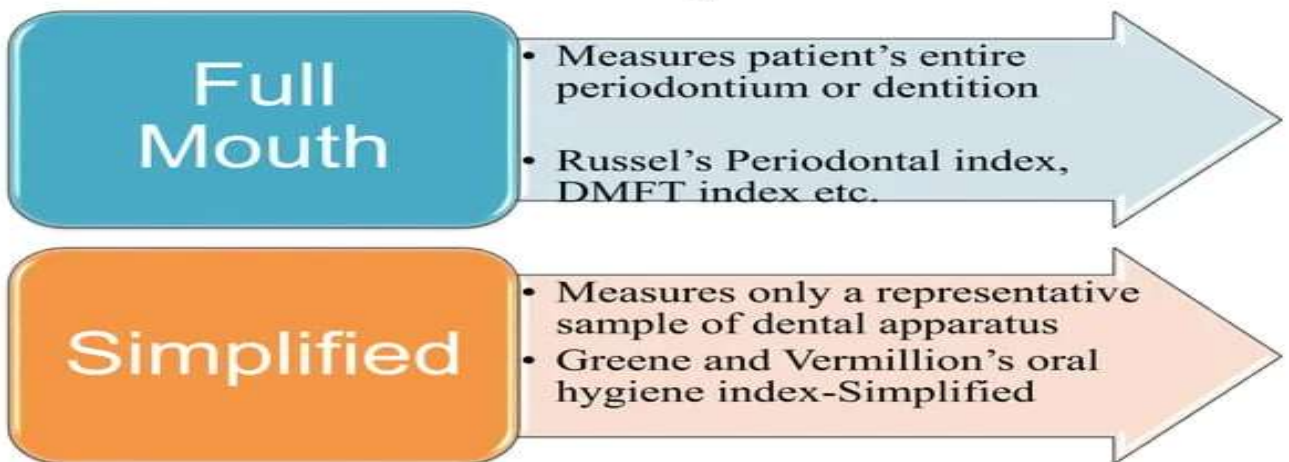 Full
Mouth
• Measures patient's entire
periodontium or dentition
• Russel's Periodontal index,
DMFT index etc.
Simplified
• Measures only a representative
sample of dental apparatus
• Greene and Vermillion's oral
hygiene index-Simplified